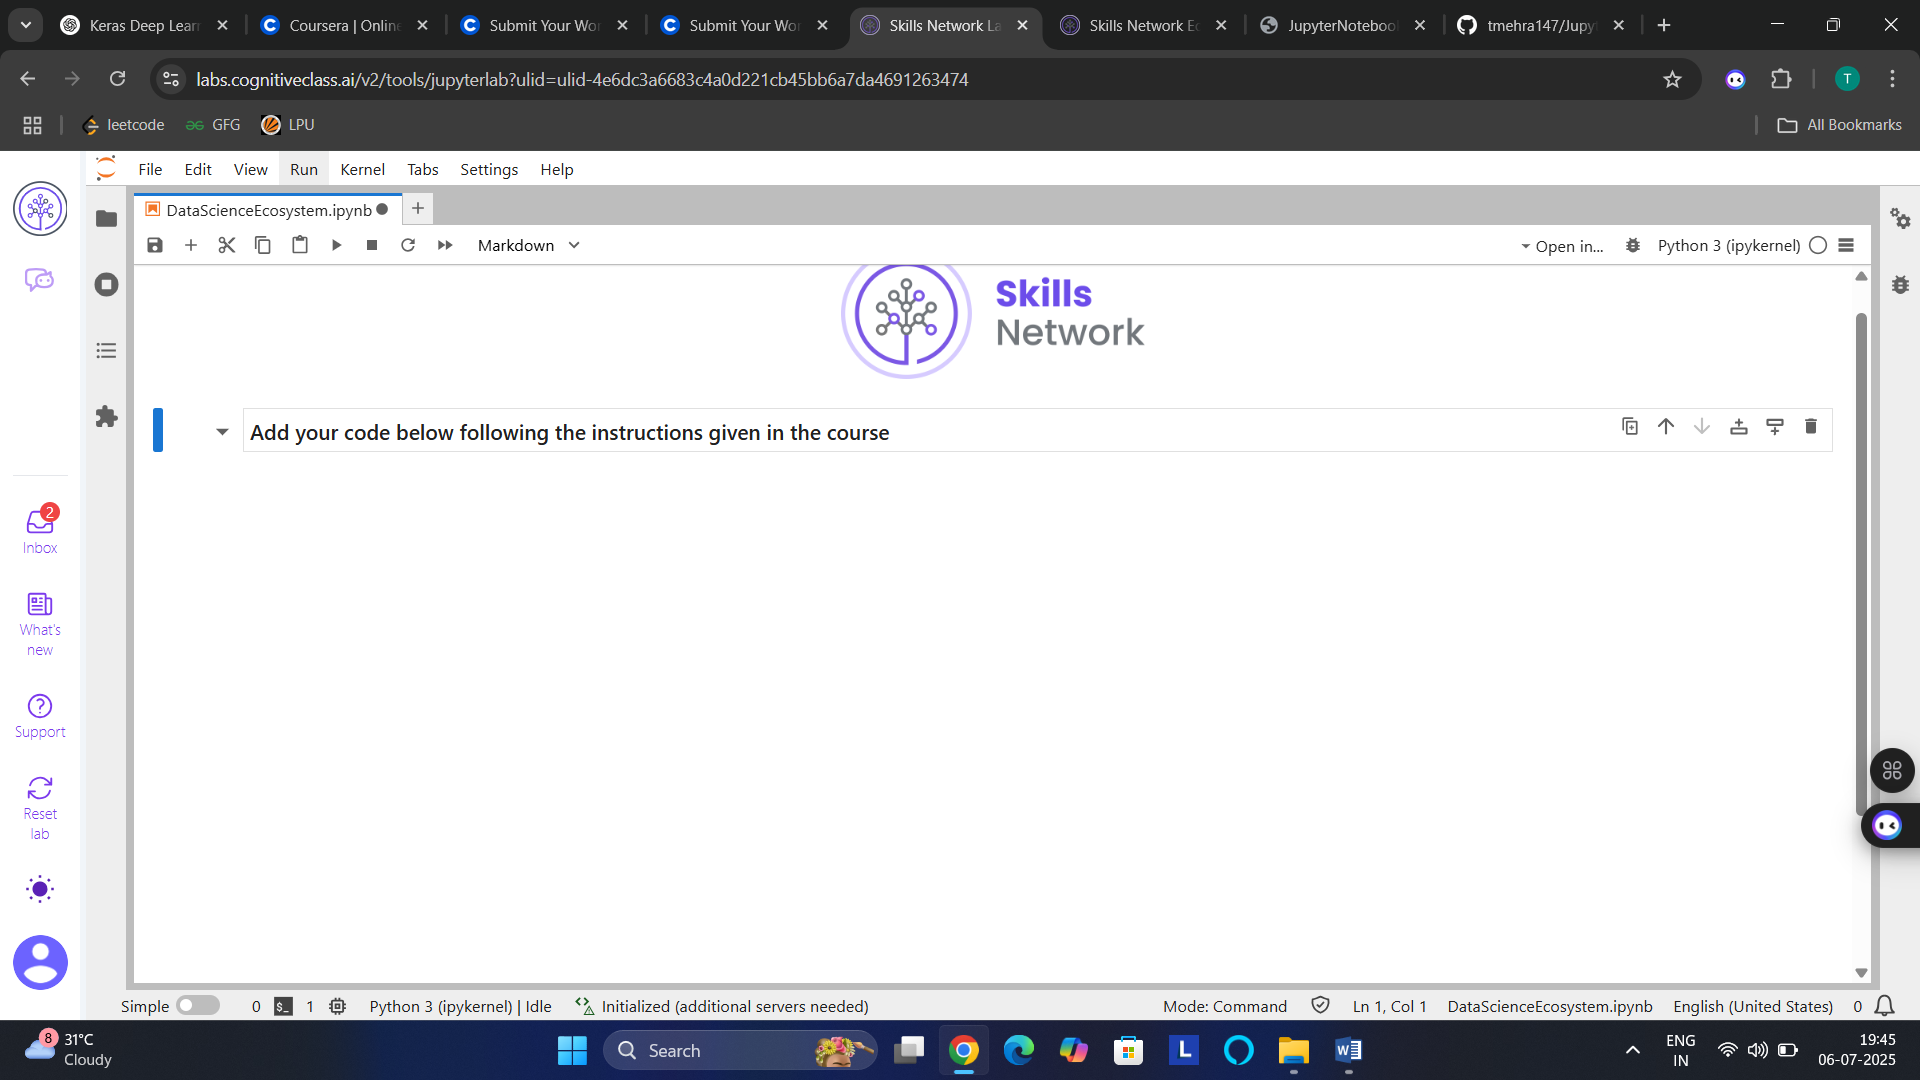 Keras Deep Lear
Coursera | Online
Submit Your Wor
Submit Your Wor
Skills Network La
Skills Network Ec
JupyterNoteboo
tmehra147/Jupy
labs.cognitiveclass.ai/v2/tools/jupyterlab?ulid=ulid-4e6dc3a6683c4a0d221cb45bb6a7da4691263474
T
leetcode
GFG
LPU
All Bookmarks
File Edit View Run Kernel Tabs Settings Help
DataScienceEcosystem.ipynb
Markdown
Open in...
Python 3 (ipykernel)
Skills
Network
Add your code below following the instructions given in the course
2
Inbox
What's
new
Support
Reset
lab
Simple
0
$_
1
Python 3 (ipykernel) | Idle
Initialized (additional servers needed)
Mode: Command
Ln 1, Col 1
DataScienceEcosystem.ipynb
English (United States)
0
8
31°C
Cloudy
Search
L
W
ENG
IN
19:45
06-07-2025